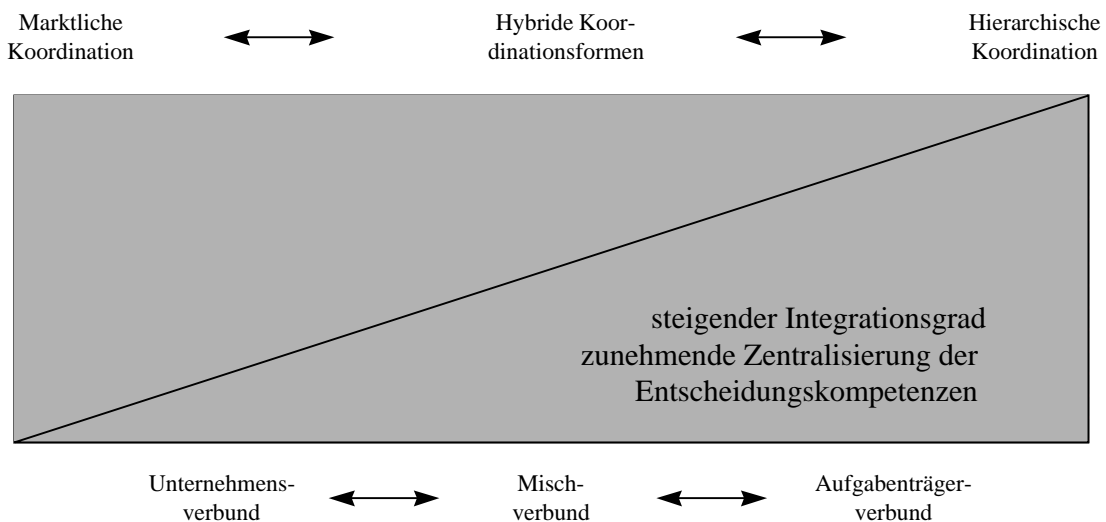 Marktliche
Koordination
Hybride Koor-
dinationsformen
Hierarchische
Koordination
steigender Integrationsgrad
zunehmende Zentralisierung der
Entscheidungskompetenzen
Unternehmens-
verbund
Misch-
verbund
Aufgabenträger-
verbund